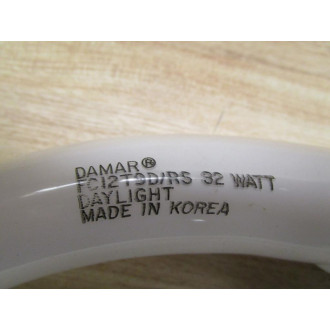 DAMAR®
FC12T9D/RS 32 WATT
DAYLIGHT
MADE IN KOREA